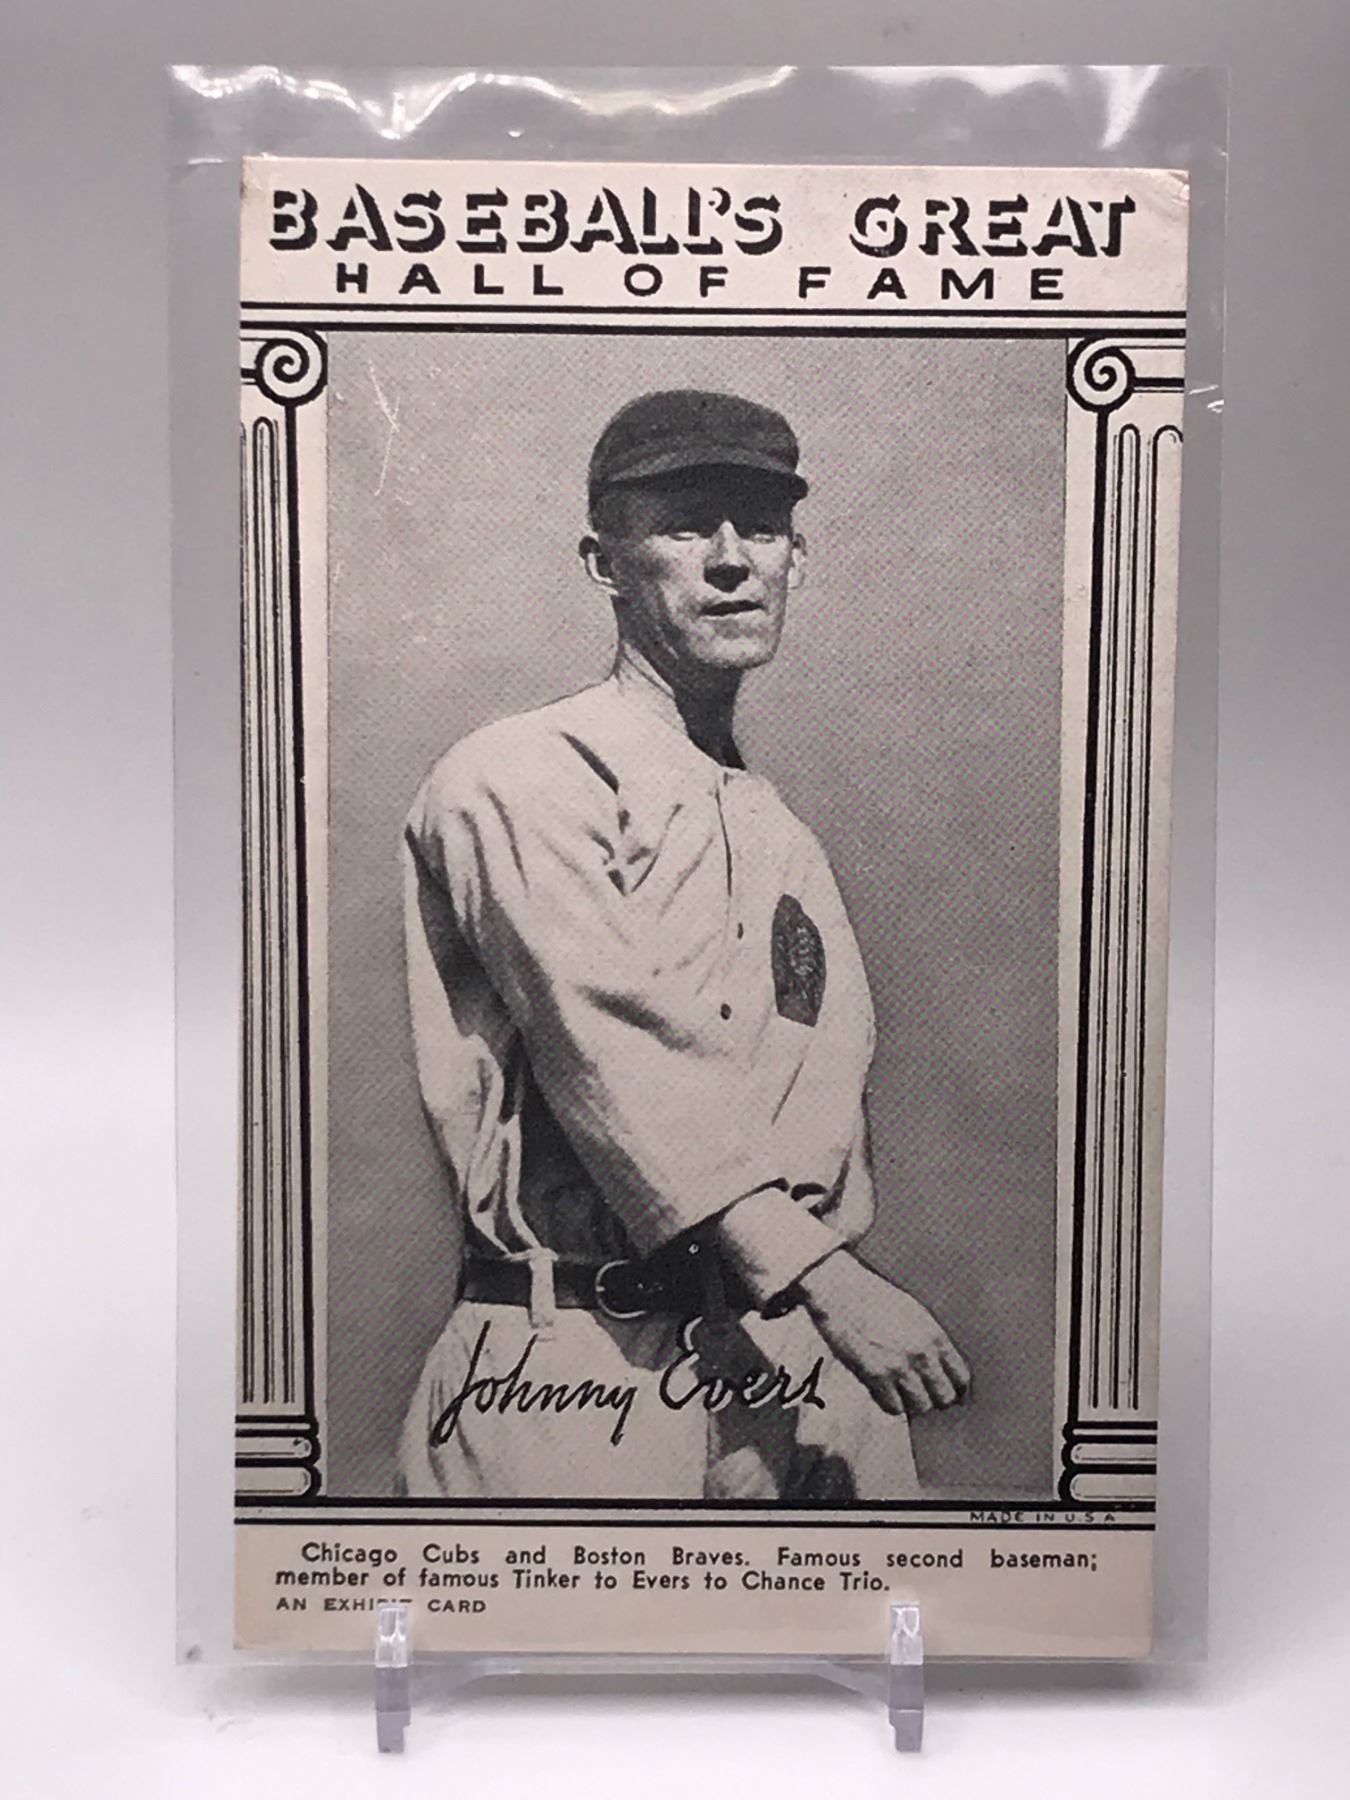 BASEBALL'S GREAT
HALL OF FAME
Johnny Evers
MADE IN U.S.A
Chicago Cubs and Boston Braves. Famous second baseman;
member of famous Tinker to Evers to Chance Trio.
AN EXHIBIT CARD